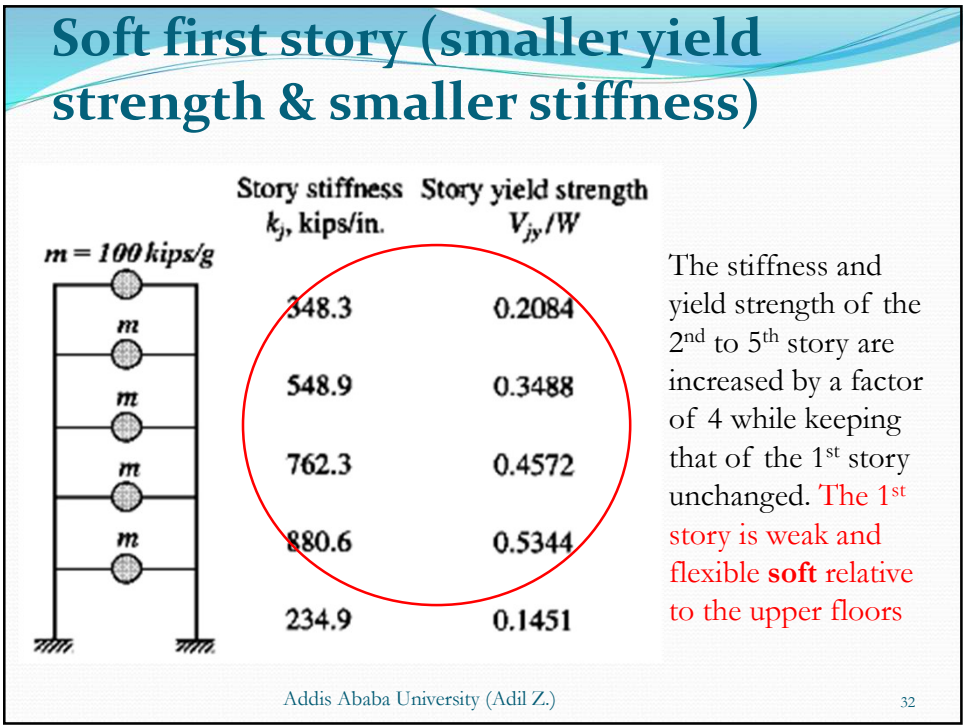 Soft first story (smaller yield
strength & smaller stiffness)
Story stiffness Story yield strength
kj, kips/in. Vjy/W
m = 100 kips/g
348.3 0.2084
m
548.9 0.3488
m
762.3 0.4572
m
880.6 0.5344
m
234.9 0.1451
The stiffness and
yield strength of the
2nd to 5th story are
increased by a factor
of 4 while keeping
that of the 1st story
unchanged. The 1st
story is weak and
flexible soft relative
to the upper floors
Addis Ababa University (Adil Z.)
32